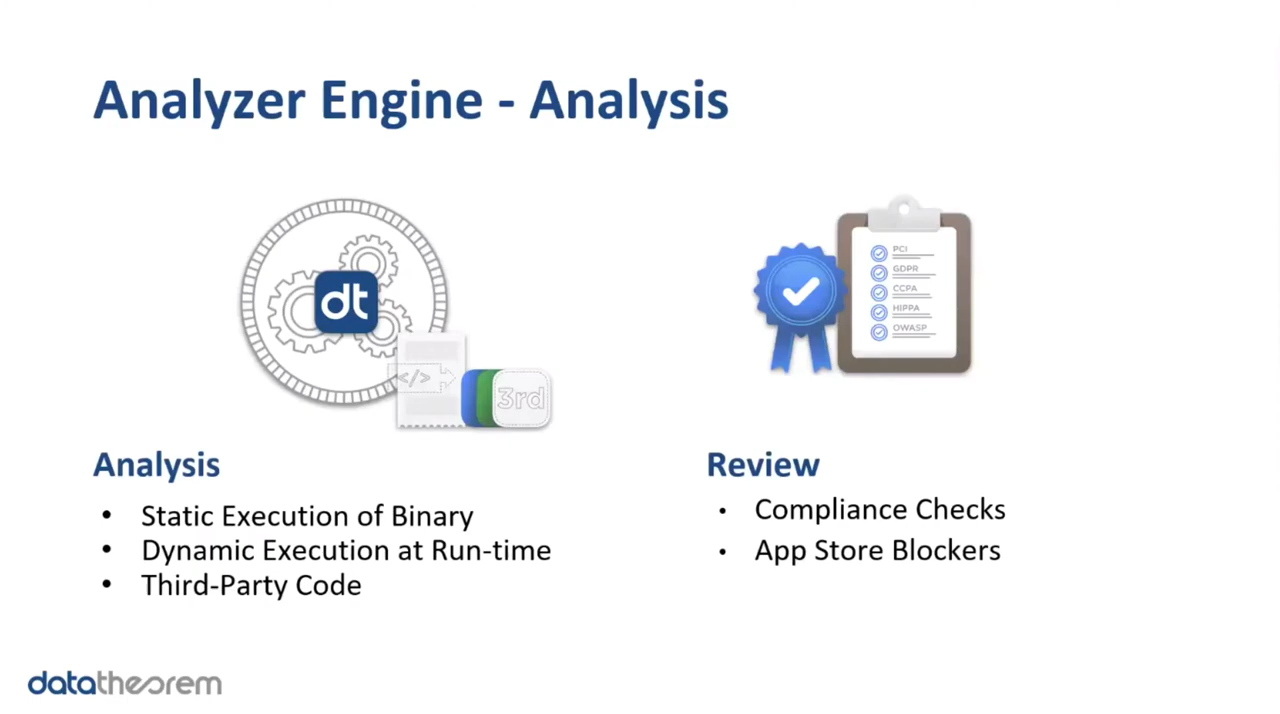 Analyzer Engine - Analysis
dt
</>
3rd
PCI
GDPR
CCPA
HIPPA
OWASP
Analysis
• Static Execution of Binary
• Dynamic Execution at Run-time
• Third-Party Code
Review
• Compliance Checks
• App Store Blockers
datatheorem